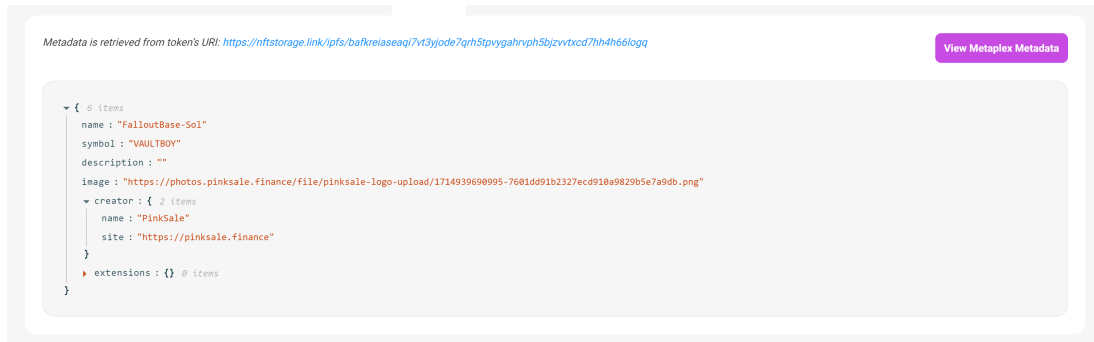 Metadata is retrieved from token's URI: https://nftstorage.link/ipfs/bafkreiaseaqi7vt3yjode7qrh5tpvygahrvph5bjzvvtxcd7hh4h66logq
View Metaplex Metadata
{ 6 items
name : "FalloutBase-Sol"
symbol : "VAULTBOY"
description : ""
image : "https://photos.pinksale.finance/file/pinksale-logo-upload/1714939690995-7601dd91b2327ecd910a9829b5e7a9db.png"
creator : { 2 items
name : "PinkSale"
site : "https://pinksale.finance"
}
extensions : {} 0 items
}